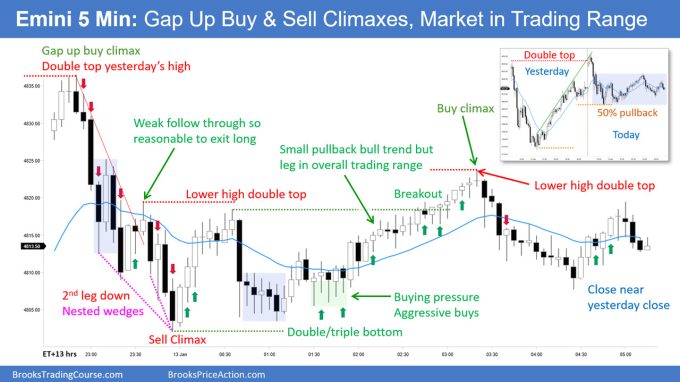 Emini 5 Min: Gap Up Buy & Sell Climaxes, Market in Trading Range
Gap up buy climax
Double top yesterday's high
4835.00
4830.00
4825.00
4820.00
4813.50
4810.00
4805.00
Weak follow through so
reasonable to exit long
Lower high double top
2nd leg down
Nested wedges
Sell Climax
Double/triple bottom
Small pullback bull trend but
leg in overall trading range
Buying pressure
Aggressive buys
Breakout
Buy climax
Lower high double top
Close near
yesterday close
Double top
Yesterday
50% pullback
Today
ET+13 hrs
23:00
23:30
13 Jan
00:30
01:00
01:30
02:00
02:30
03:00
03:30
04:00
04:30
05:00
BrooksTradingCourse.com
BrooksPriceAction.com